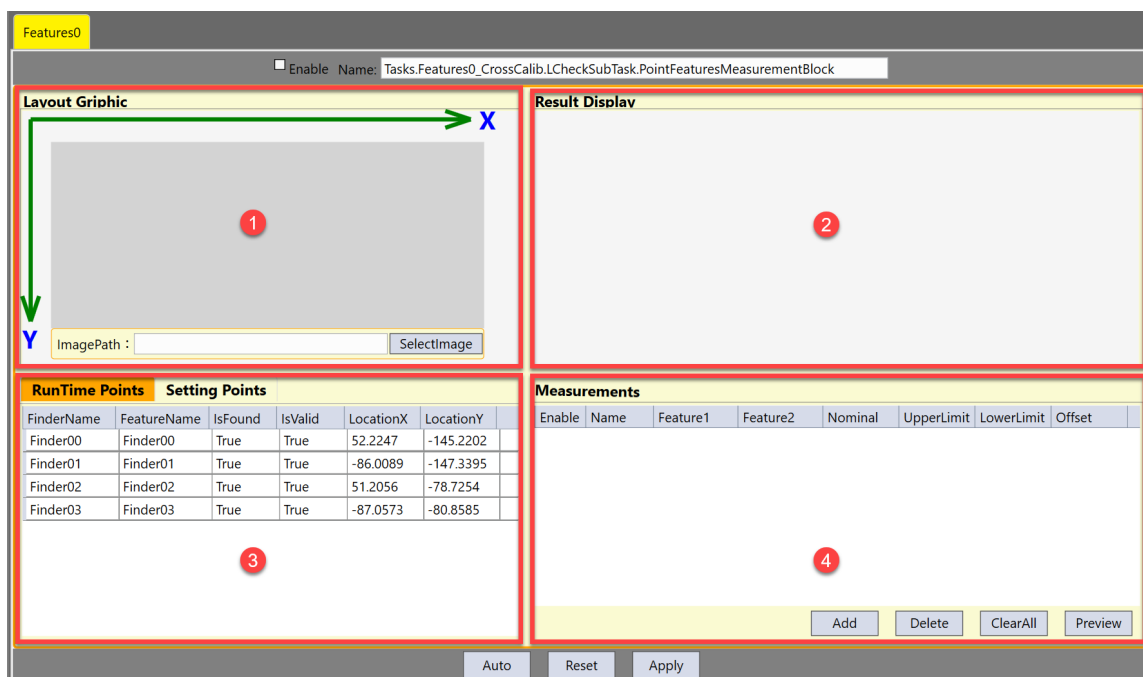 Features0
Enable Name: Tasks.Features0_CrossCalib.LCheckSubTask.PointFeaturesMeasurementBlock
Layout Griphic
X
1
Y
ImagePath : SelectImage
Result Display
2
RunTime Points Setting Points
FinderName FeatureName IsFound IsValid LocationX LocationY
Finder00 Finder00 True True 52.2247 -145.2202
Finder01 Finder01 True True -86.0089 -147.3395
Finder02 Finder02 True True 51.2056 -78.7254
Finder03 Finder03 True True -87.0573 -80.8585
3
Measurements
Enable Name Feature1 Feature2 Nominal UpperLimit LowerLimit Offset
4
Add Delete ClearAll Preview
Auto Reset Apply